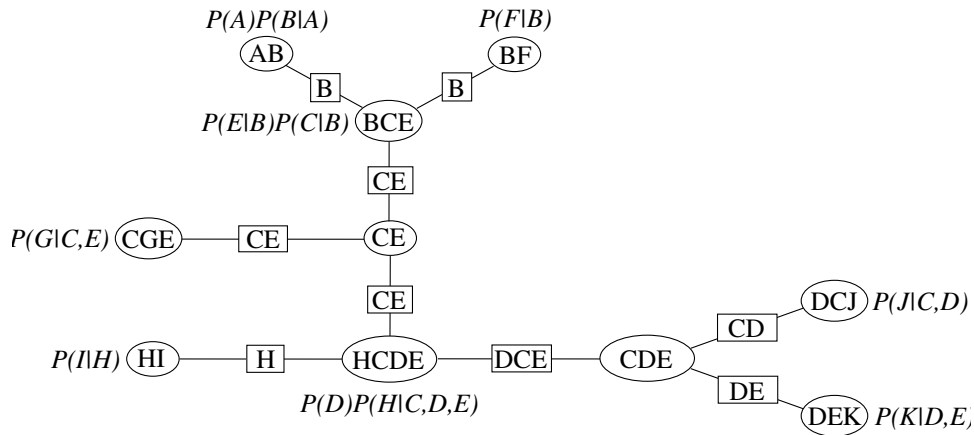 P(A)P(B|A)
P(F|B)
AB
BF
B
B
P(E|B)P(C|B)
BCE
CE
P(G|C,E)
CGE
CE
CE
CE
DCJ
P(J|C,D)
CD
P(I|H)
HI
H
HCDE
DCE
CDE
DE
P(D)P(H|C,D,E)
DEK
P(K|D,E)